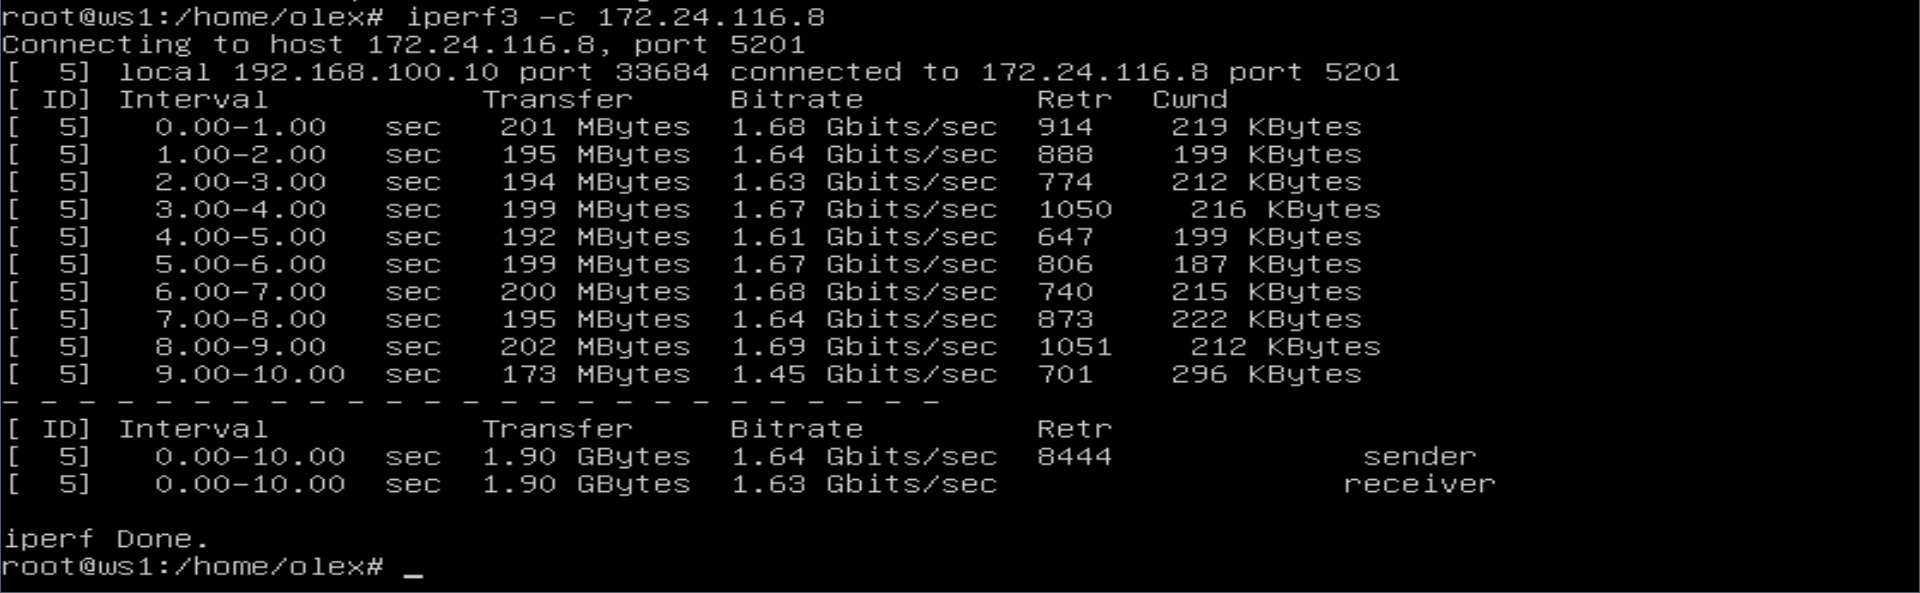 root@ws1:/home/olex# iperf3 -c 172.24.116.8
Connecting to host 172.24.116.8, port 5201
[  5] local 192.168.100.10 port 33684 connected to 172.24.116.8 port 5201
[ ID] Interval           Transfer     Bitrate         Retr  Cwnd
[  5]   0.00-1.00   sec   201 MBytes  1.68 Gbits/sec  914    219 KBytes
[  5]   1.00-2.00   sec   195 MBytes  1.64 Gbits/sec  888    199 KBytes
[  5]   2.00-3.00   sec   194 MBytes  1.63 Gbits/sec  774    212 KBytes
[  5]   3.00-4.00   sec   199 MBytes  1.67 Gbits/sec  1050    216 KBytes
[  5]   4.00-5.00   sec   192 MBytes  1.61 Gbits/sec  647    199 KBytes
[  5]   5.00-6.00   sec   199 MBytes  1.67 Gbits/sec  806    187 KBytes
[  5]   6.00-7.00   sec   200 MBytes  1.68 Gbits/sec  740    215 KBytes
[  5]   7.00-8.00   sec   195 MBytes  1.64 Gbits/sec  873    222 KBytes
[  5]   8.00-9.00   sec   202 MBytes  1.69 Gbits/sec  1051    212 KBytes
[  5]   9.00-10.00  sec   173 MBytes  1.45 Gbits/sec  701    296 KBytes
- - - - - - - - - - - - - - - - - - - - - - - - -
[ ID] Interval           Transfer     Bitrate         Retr
[  5]   0.00-10.00  sec  1.90 GBytes  1.64 Gbits/sec  8444             sender
[  5]   0.00-10.00  sec  1.90 GBytes  1.63 Gbits/sec                  receiver
iperf Done.
root@ws1:/home/olex# _